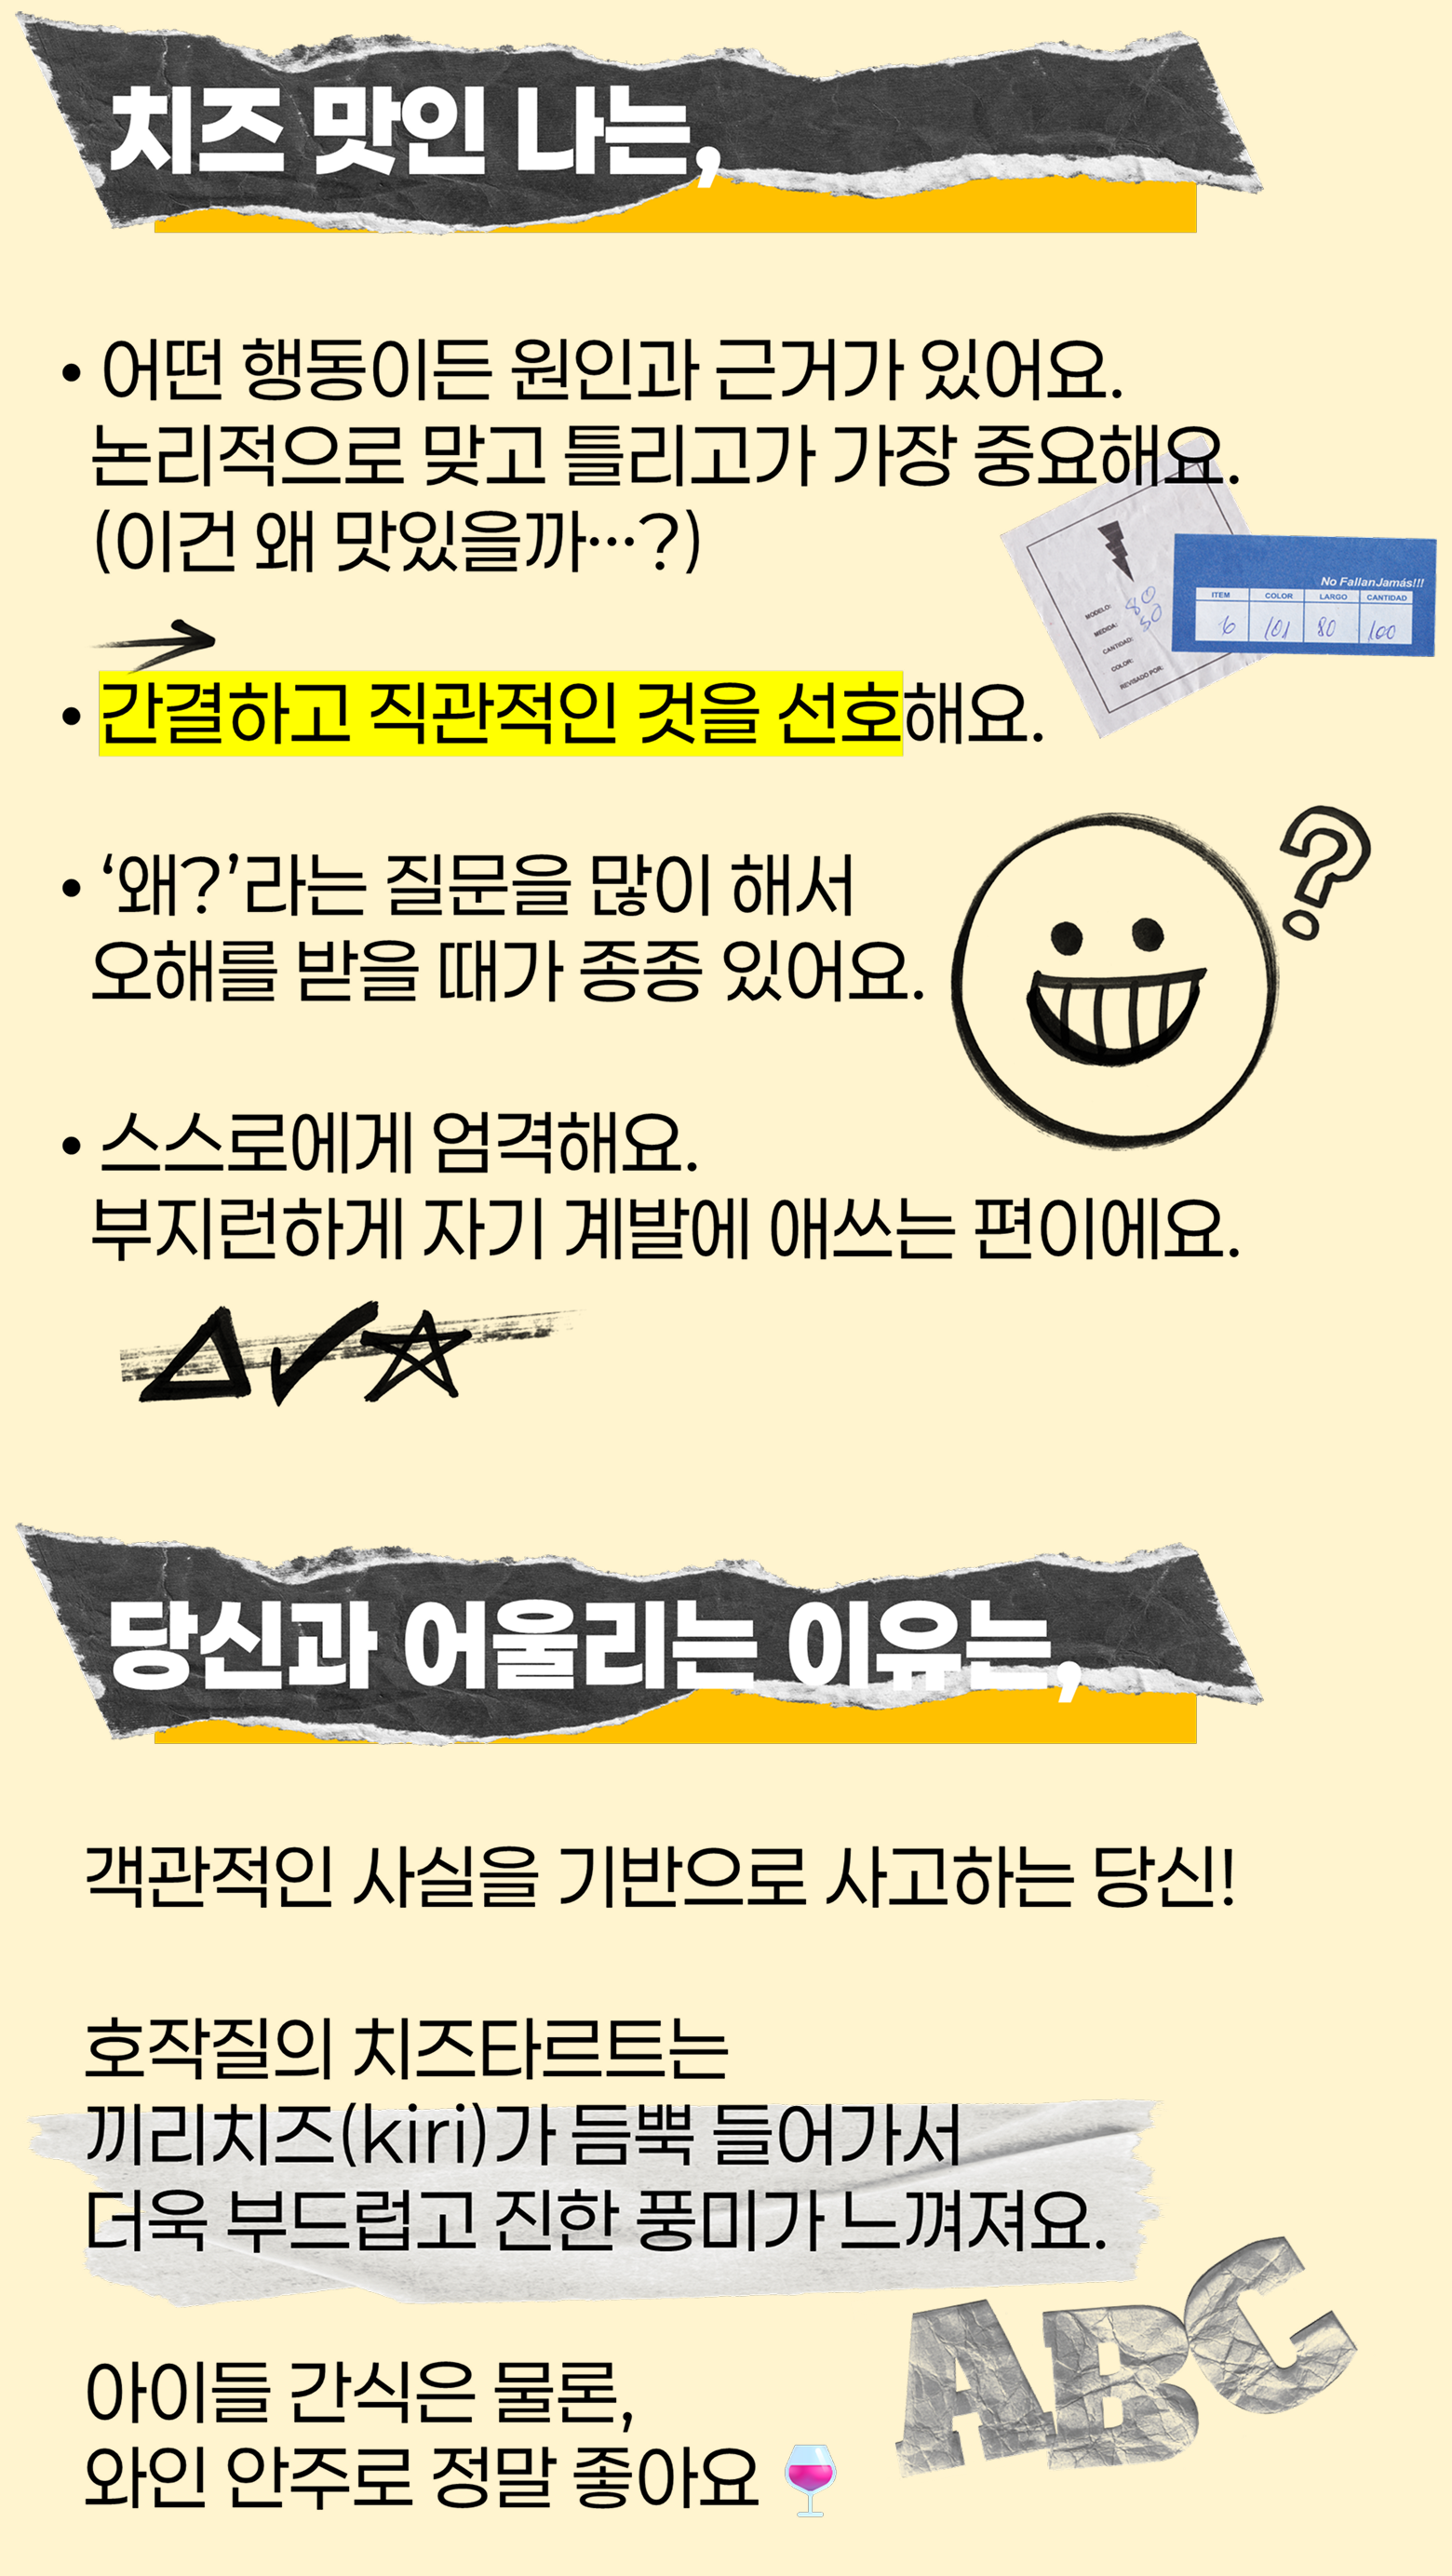 치즈 맛인 나는,
• 어떤 행동이든 원인과 근거가 있어요.
논리적으로 맞고 틀리고가 가장 중요해요.
(이건 왜 맛있을까…?)
MODELO: 80
MEDIDA: 50
CANTIDAD:
COLOR:
REVISADO POR:
No Fallan Jamás!!!
ITEM COLOR LARGO CANTIDAD
6 101 80 100
• 간결하고 직관적인 것을 선호해요.
• ‘왜?’라는 질문을 많이 해서
오해를 받을 때가 종종 있어요.
?
• 스스로에게 엄격해요.
부지런하게 자기 계발에 애쓰는 편이에요.
당신과 어울리는 이유는,
객관적인 사실을 기반으로 사고하는 당신!
호작질의 치즈타르트는
끼리치즈(kiri)가 듬뿍 들어가서
더욱 부드럽고 진한 풍미가 느껴져요.
ABC
아이들 간식은 물론,
와인 안주로 정말 좋아요 🍷